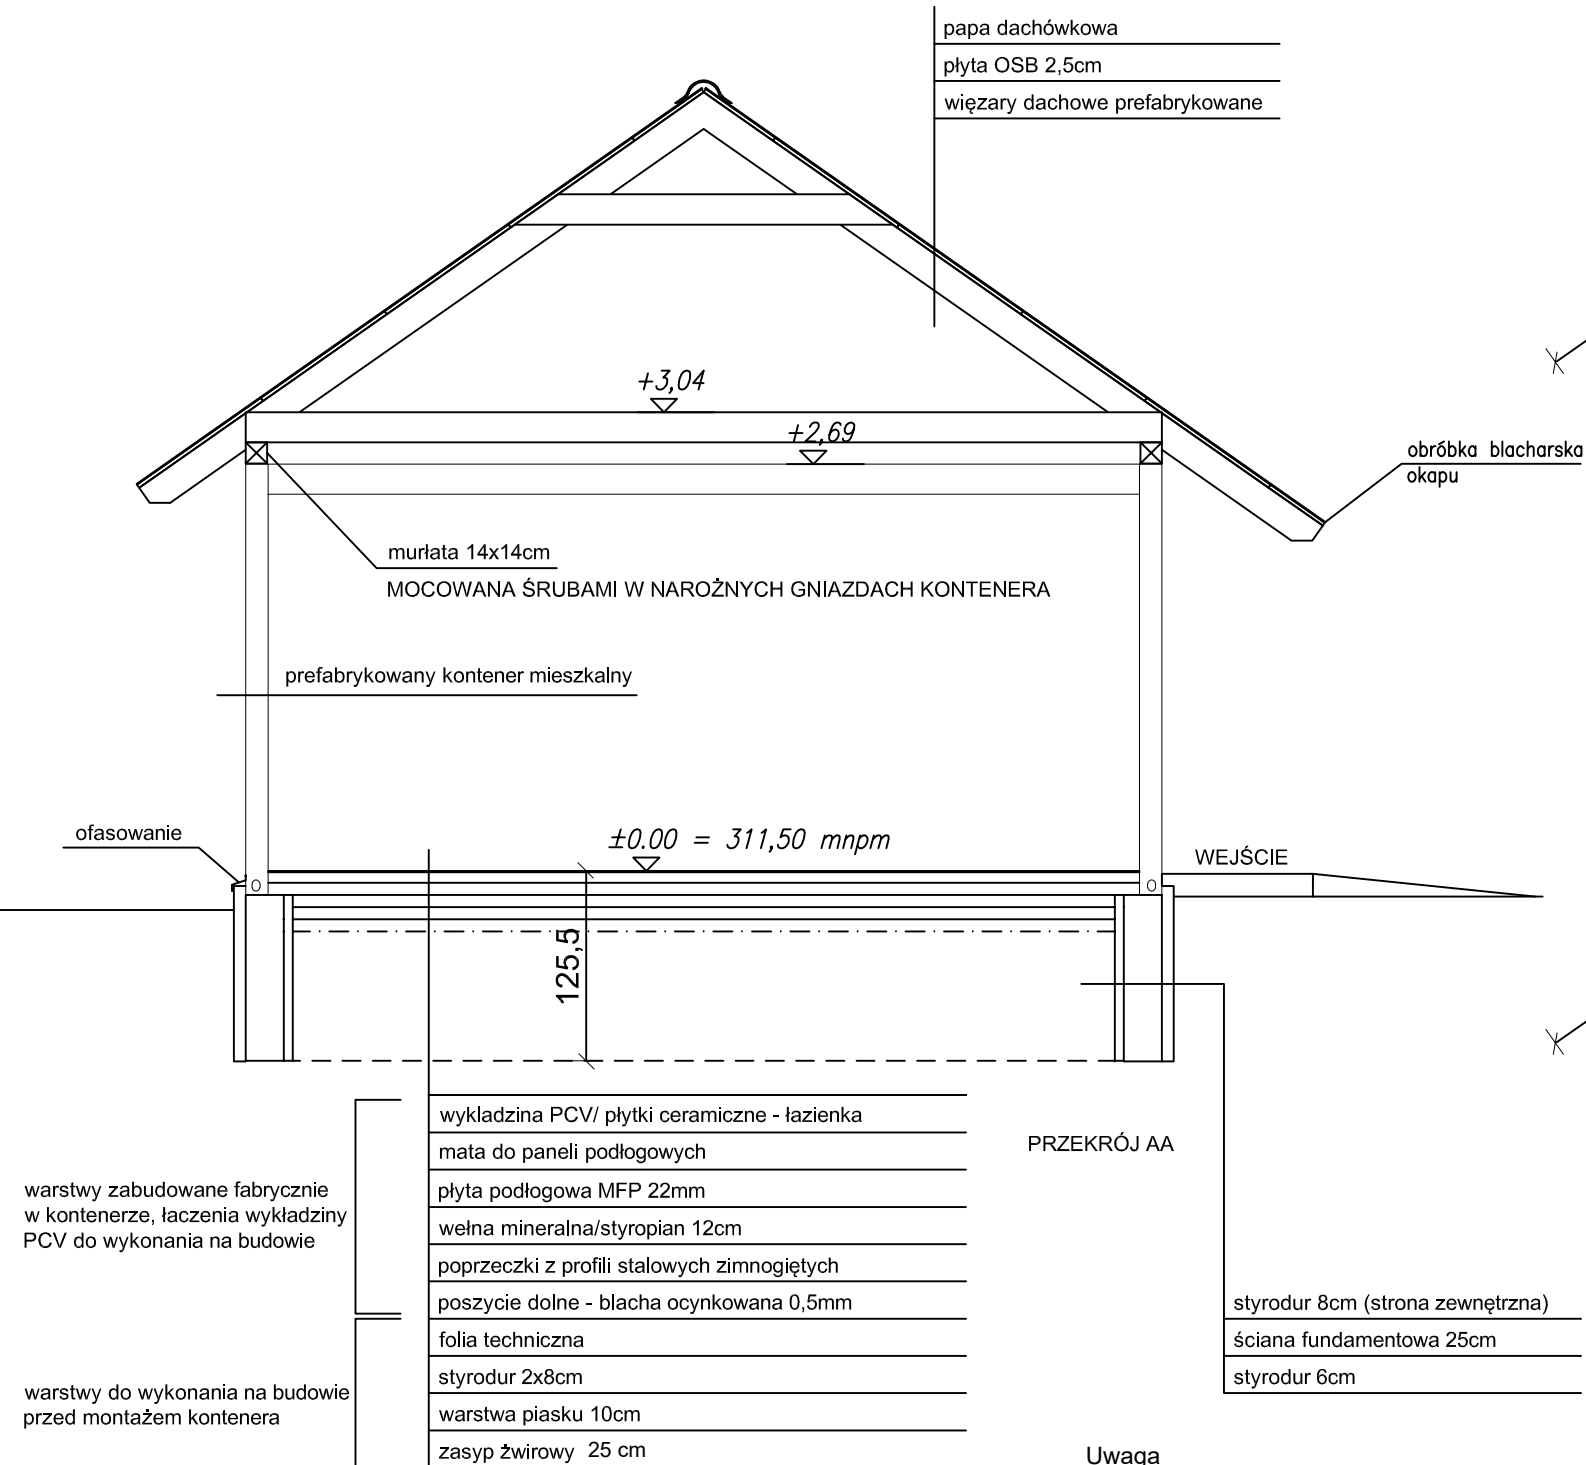 papa dachówkowa
płyta OSB 2,5cm
więzary dachowe prefabrykowane
+3,04
+2,69
obróbka blacharska
okapu
murłata 14x14cm
MOCOWANA ŚRUBAMI W NAROŻNYCH GNIAZDACH KONTENERA
prefabrykowany kontener mieszkalny
ofasowanie
±0.00 = 311,50 mnpm
WEJŚCIE
125,5
wykladzina PCV/ płytki ceramiczne - łazienka
mata do paneli podłogowych
płyta podłogowa MFP 22mm
wełna mineralna/styropian 12cm
poprzeczki z profili stalowych zimnogiętych
poszycie dolne - blacha ocynkowana 0,5mm
folia techniczna
styrodur 2x8cm
warstwa piasku 10cm
zasyp żwirowy 25 cm
warstwy zabudowane fabrycznie
w kontenerze, łaczenia wykładziny
PCV do wykonania na budowie
warstwy do wykonania na budowie
przed montażem kontenera
PRZEKRÓJ AA
styrodur 8cm (strona zewnętrzna)
ściana fundamentowa 25cm
styrodur 6cm
Uwaga